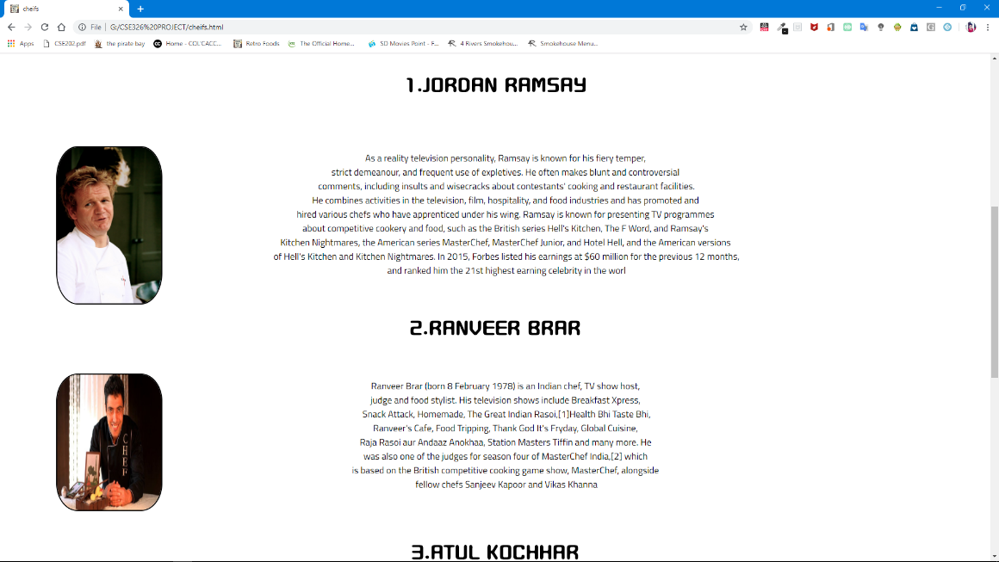 cheifs
File | G:/CSE326%20PROJECT/cheifs.html
Apps
CSE202.pdf
the pirate bay
Home - COL'CACC...
Retro Foods
The Official Home...
SD Movies Point - F...
4 Rivers Smokehou...
Smokehouse Menu...
1.JORDAN RAMSAY
As a reality television personality, Ramsay is known for his fiery temper,
strict demeanour, and frequent use of expletives. He often makes blunt and controversial
comments, including insults and wisecracks about contestants' cooking and restaurant facilities.
He combines activities in the television, film, hospitality, and food industries and has promoted and
hired various chefs who have apprenticed under his wing. Ramsay is known for presenting TV programmes
about competitive cookery and food, such as the British series Hell's Kitchen, The F Word, and Ramsay's
Kitchen Nightmares, the American series MasterChef, MasterChef Junior, and Hotel Hell, and the American versions
of Hell's Kitchen and Kitchen Nightmares. In 2015, Forbes listed his earnings at $60 million for the previous 12 months,
and ranked him the 21st highest earning celebrity in the worl
2.RANVEER BRAR
CHEF
Ranveer Brar (born 8 February 1978) is an Indian chef, TV show host,
judge and food stylist. His television shows include Breakfast Xpress,
Snack Attack, Homemade, The Great Indian Rasoi,[1]Health Bhi Taste Bhi,
Ranveer's Cafe, Food Tripping, Thank God It's Fryday, Global Cuisine,
Raja Rasoi aur Andaaz Anokhaa, Station Masters Tiffin and many more. He
was also one of the judges for season four of MasterChef India,[2] which
is based on the British competitive cooking game show, MasterChef, alongside
fellow chefs Sanjeev Kapoor and Vikas Khanna
3.ATUL KOCHHAR